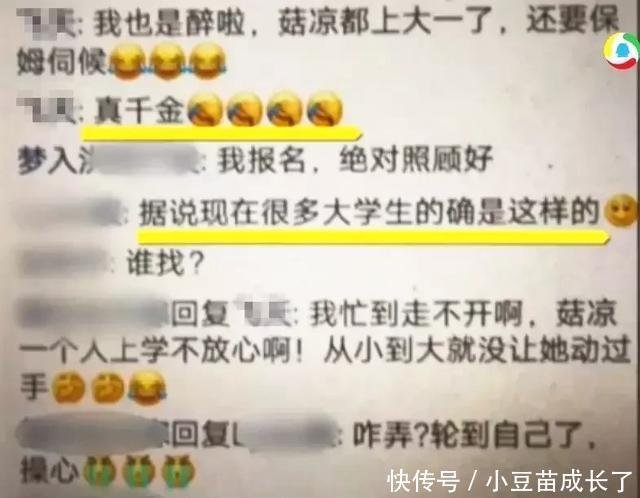 : 我也是醉啦，菇凉都上大一了，还要保
姆伺候
: 真千金
梦入: 我报名，绝对照顾好
: 据说现在很多大学生的确是这样的
: 谁找？
回复: 我忙到走不开啊，菇凉
一个人上学不放心啊！从小到大就没让她动过
手
回复: 咋弄?轮到自己了，
操心
快传号 / 小豆苗成长了